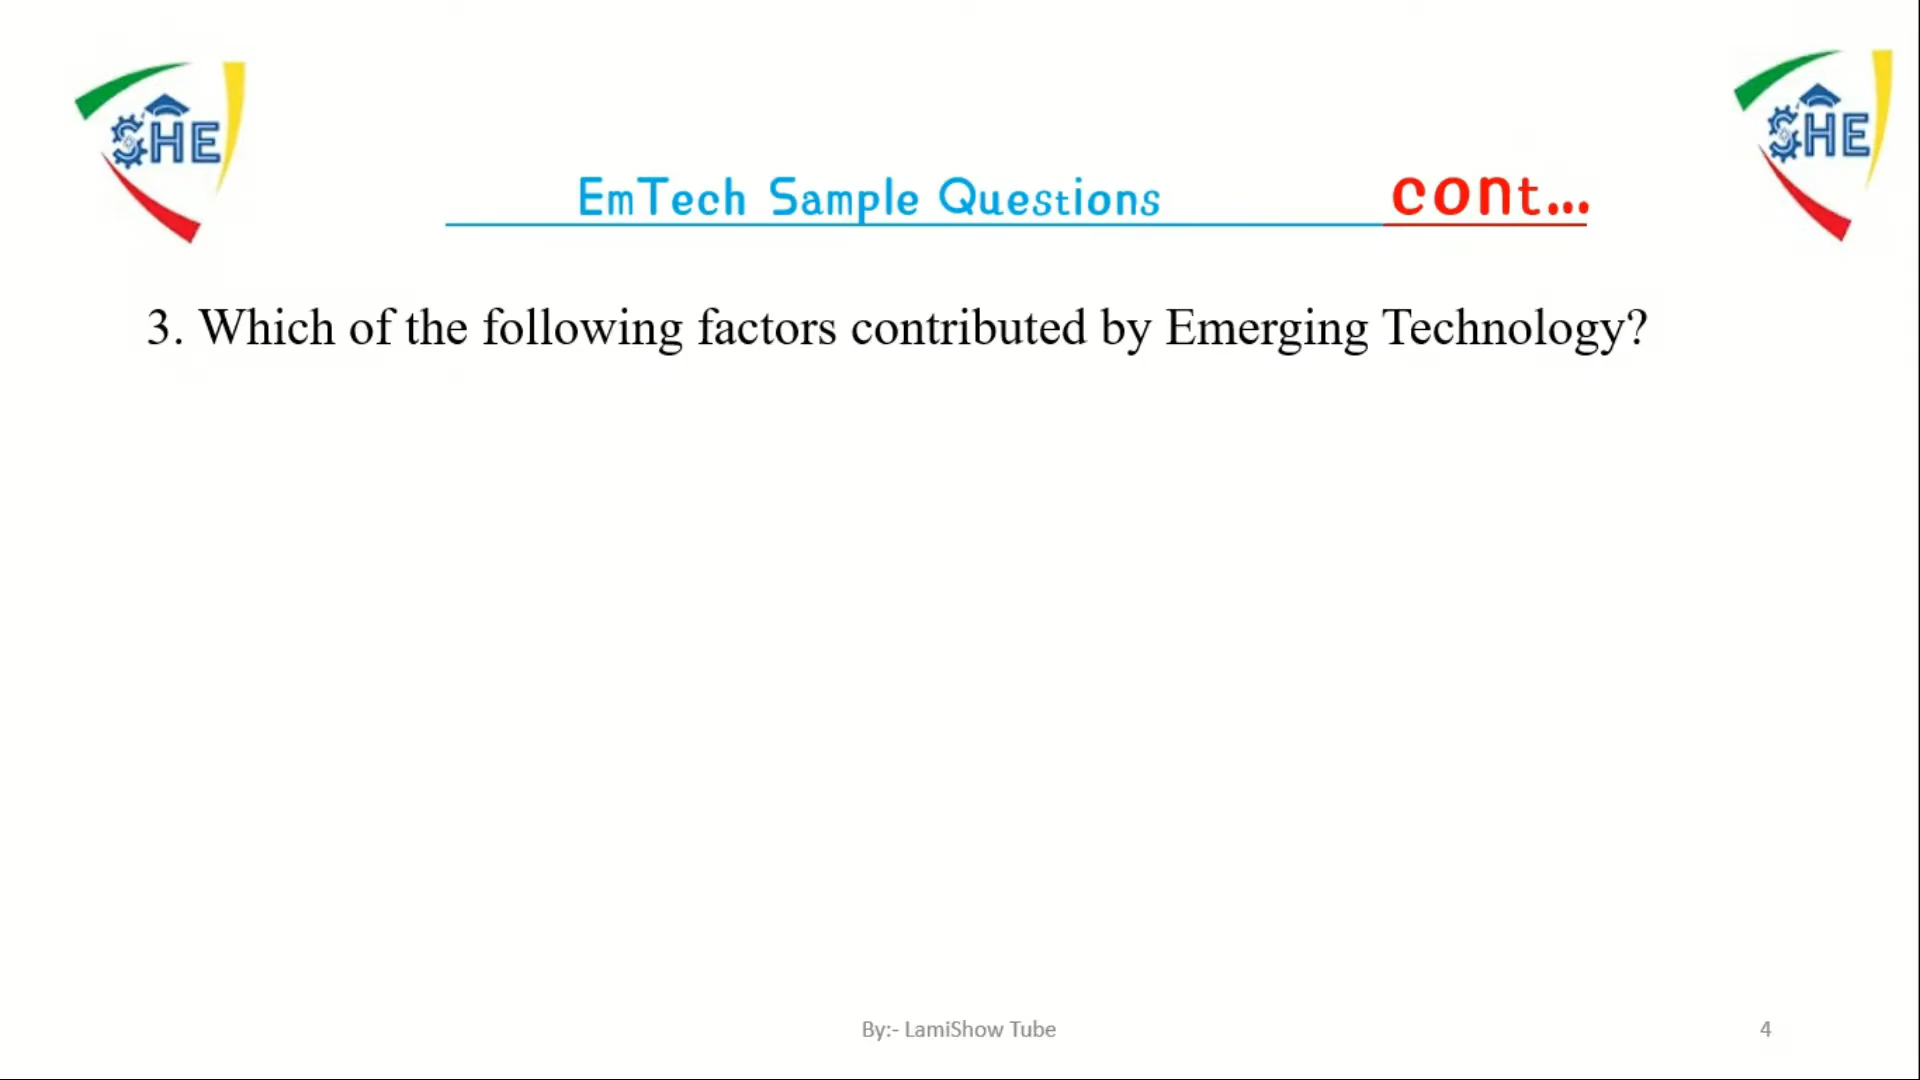 SHE
SHE
EmTech Sample Questions cont...
3. Which of the following factors contributed by Emerging Technology?
By:- LamiShow Tube
4